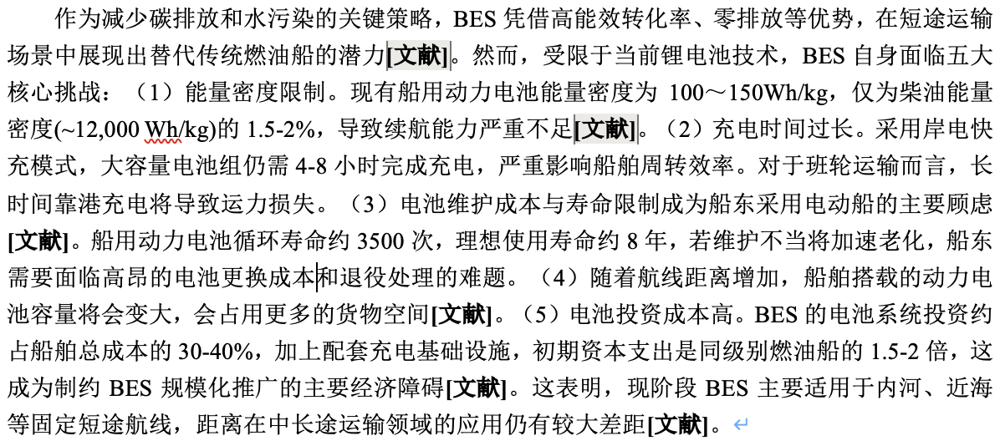 作为减少碳排放和水污染的关键策略，BES 凭借高能效转化率、零排放等优势，在短途运输
场景中展现出替代传统燃油船的潜力[文献]。然而，受限于当前锂电池技术，BES 自身面临五大
核心挑战：（1）能量密度限制。现有船用动力电池能量密度为 100～150Wh/kg，仅为柴油能量
密度(~12,000 Wh/kg)的 1.5-2%，导致续航能力严重不足[文献]。（2）充电时间过长。采用岸电快
充模式，大容量电池组仍需 4-8 小时完成充电，严重影响船舶周转效率。对于班轮运输而言，长
时间靠港充电将导致运力损失。（3）电池维护成本与寿命限制成为船东采用电动船的主要顾虑
[文献]。船用动力电池循环寿命约 3500 次，理想使用寿命约 8 年，若维护不当将加速老化，船东
需要面临高昂的电池更换成本和退役处理的难题。（4）随着航线距离增加，船舶搭载的动力电
池容量将会变大，会占用更多的货物空间[文献]。（5）电池投资成本高。BES 的电池系统投资约
占船舶总成本的 30-40%，加上配套充电基础设施，初期资本支出是同级别燃油船的 1.5-2 倍，这
成为制约 BES 规模化推广的主要经济障碍[文献]。这表明，现阶段 BES 主要适用于内河、近海
等固定短途航线，距离在中长途运输领域的应用仍有较大差距[文献]。